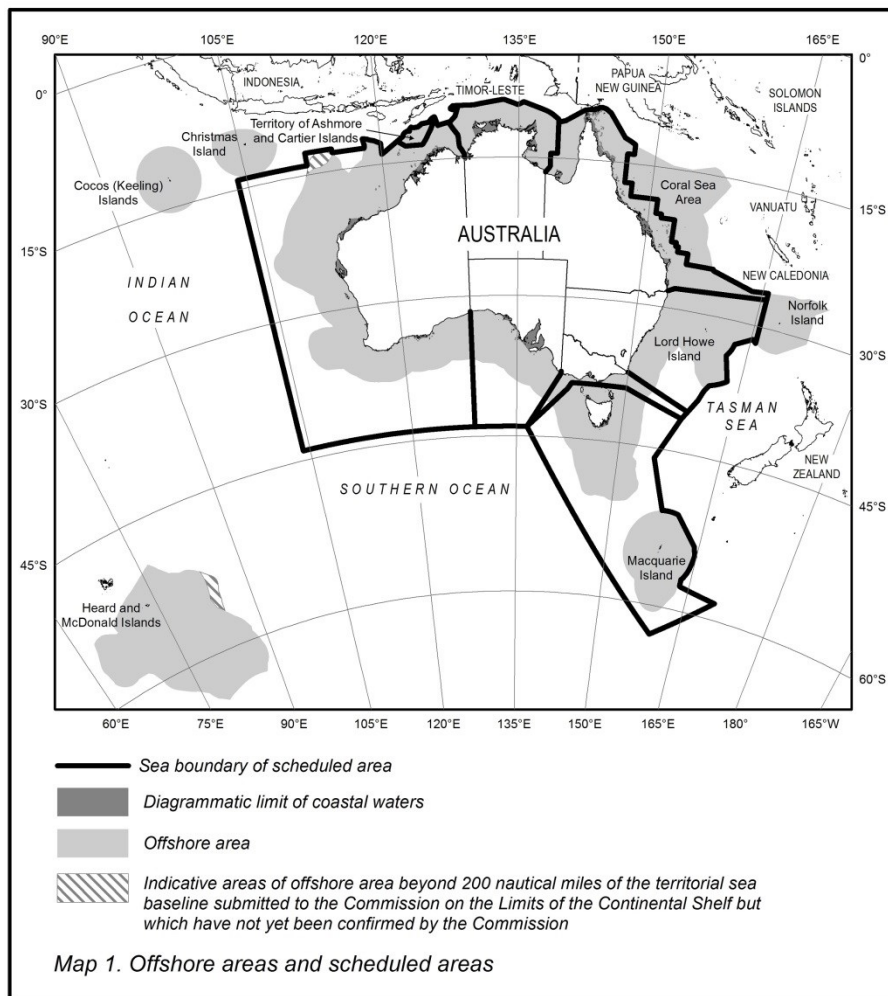 90°E
105°E
120°E
135°E
150°E
165°E
0°
0°
INDONESIA
TIMOR-LESTE
PAPUA
NEW GUINEA
SOLOMON
ISLANDS
Territory of Ashmore
and Cartier Islands
Christmas
Island
Cocos (Keeling)
Islands
Coral Sea
Area
15°S
VANUATU
AUSTRALIA
15°S
INDIAN
OCEAN
NEW CALEDONIA
Norfolk
Island
Lord Howe
Island
30°S
30°S
TASMAN
SEA
NEW
ZEALAND
SOUTHERN OCEAN
45°S
45°S
Macquarie
Island
Heard and
McDonald Islands
60°S
60°E
75°E
90°E
105°E
120°E
135°E
150°E
165°E
180°
165°W
Sea boundary of scheduled area
Diagrammatic limit of coastal waters
Offshore area
Indicative areas of offshore area beyond 200 nautical miles of the territorial sea
baseline submitted to the Commission on the Limits of the Continental Shelf but
which have not yet been confirmed by the Commission
Map 1. Offshore areas and scheduled areas